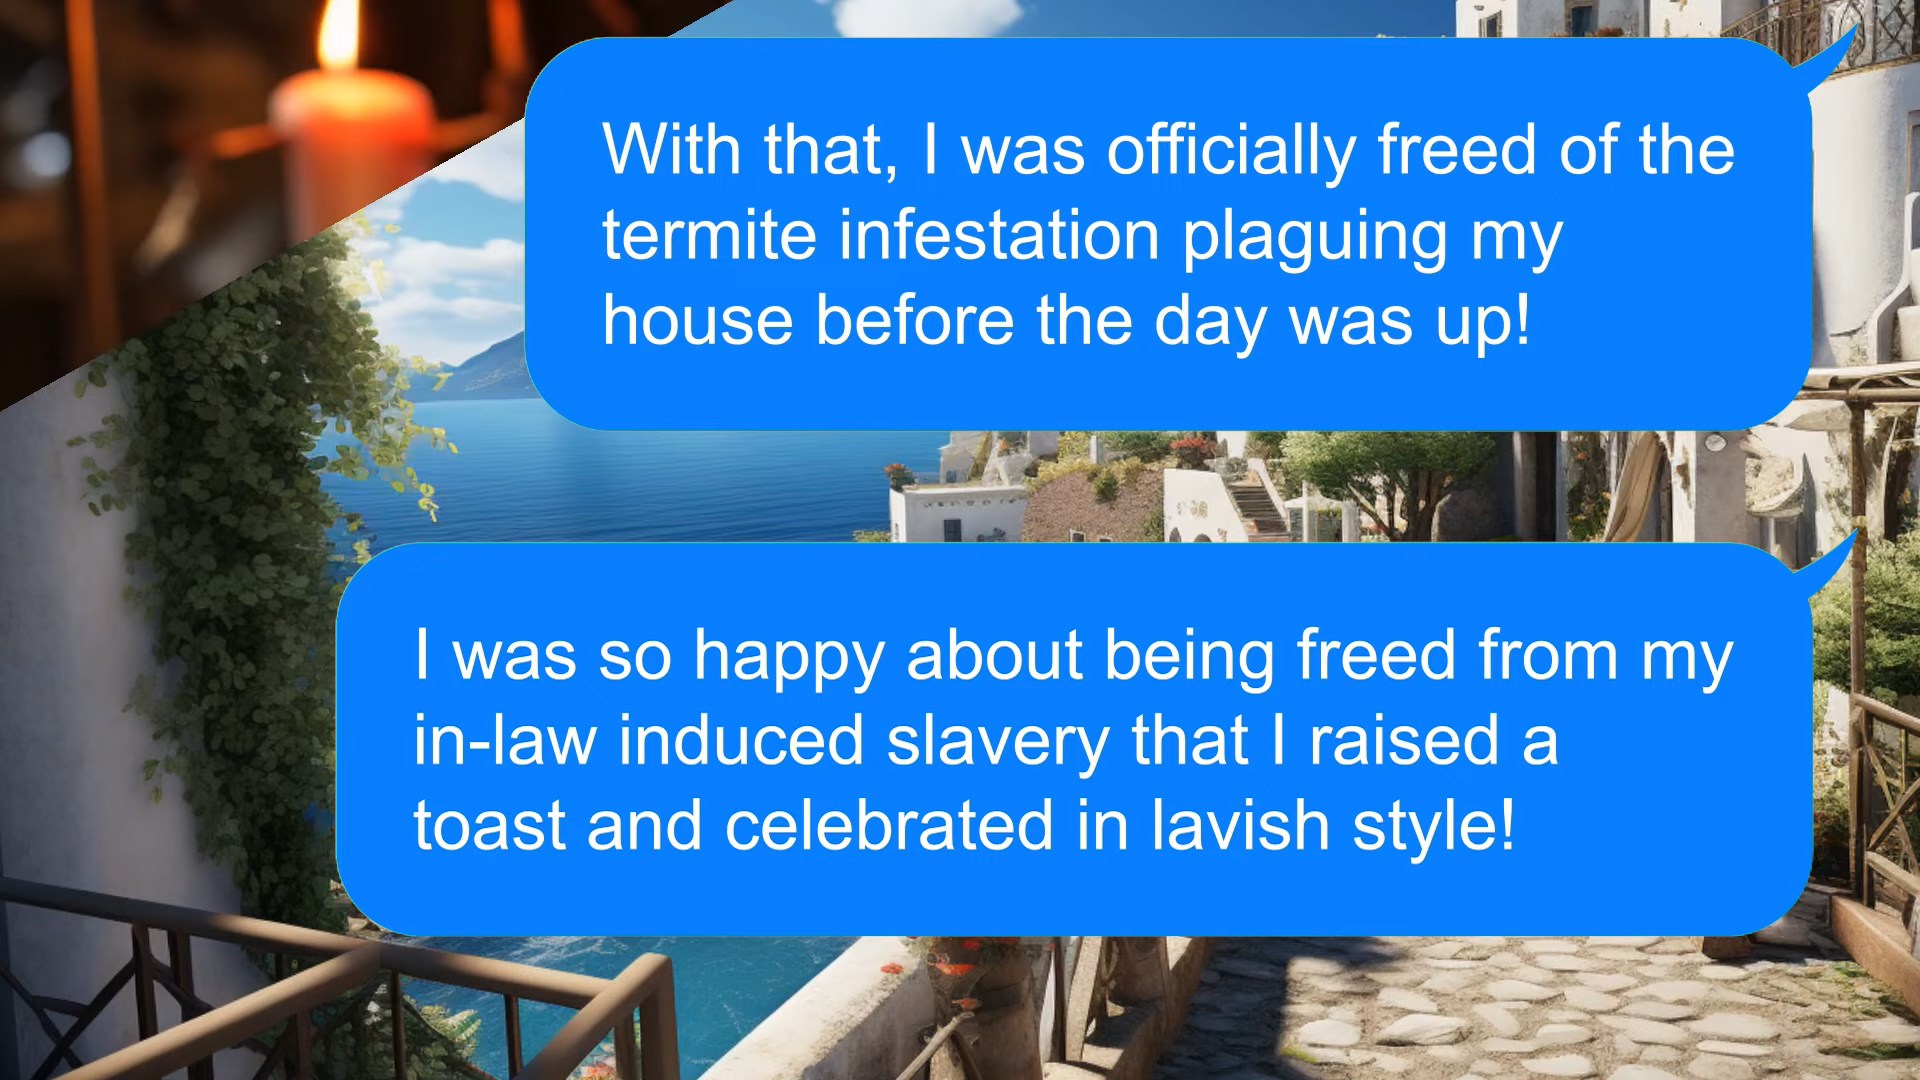 With that, I was officially freed of the
termite infestation plaguing my
house before the day was up!
I was so happy about being freed from my
in-law induced slavery that I raised a
toast and celebrated in lavish style!